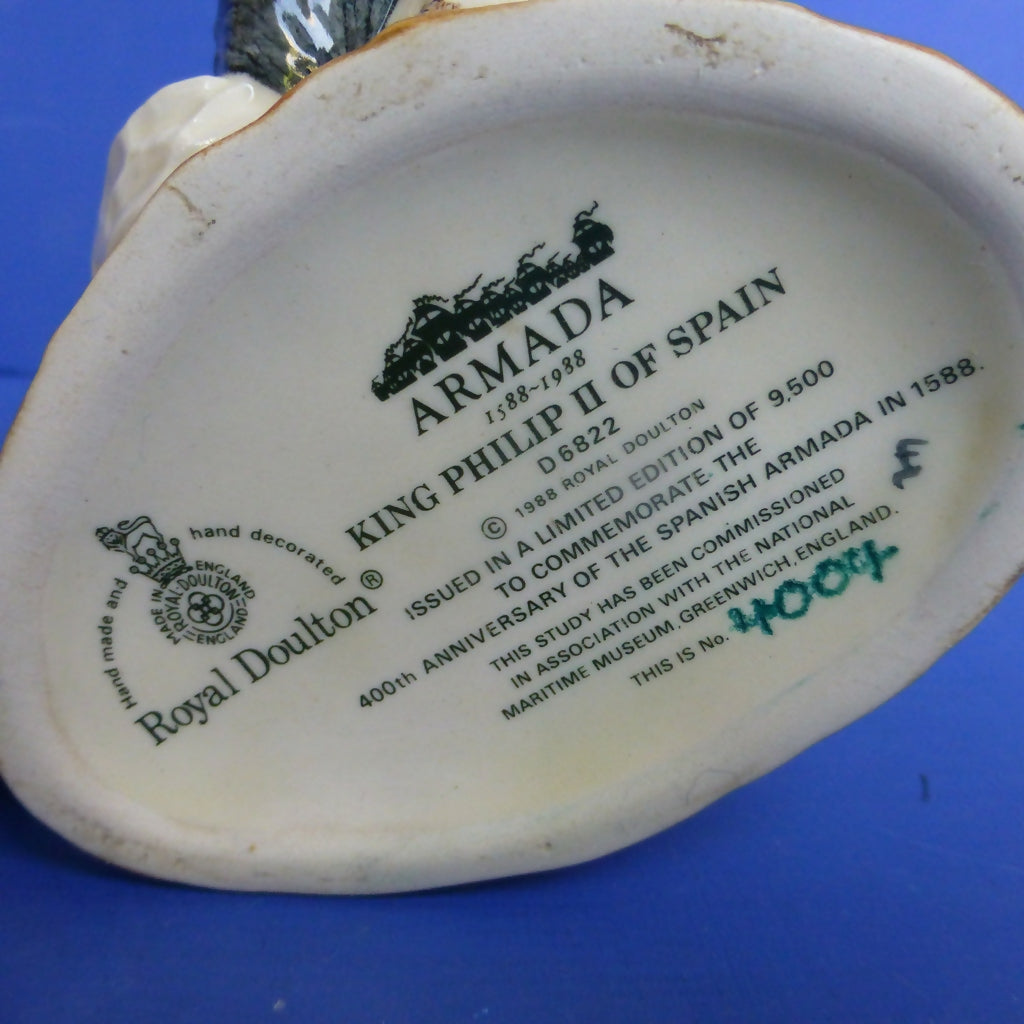 ARMADA
1588~1988
KING PHILIP II OF SPAIN
D6822
© 1988 ROYAL DOULTON
ISSUED IN A LIMITED EDITION OF 9.500
TO COMMEMORATE THE
400th ANNIVERSARY OF THE SPANISH ARMADA IN 1588.
THIS STUDY HAS BEEN COMMISSIONED
IN ASSOCIATION WITH THE NATIONAL
MARITIME MUSEUM, GREENWICH, ENGLAND.
THIS IS No.
Hand made and hand decorated
MADE IN ENGLAND
ROYAL DOULTON
ENGLAND
Royal Doulton®